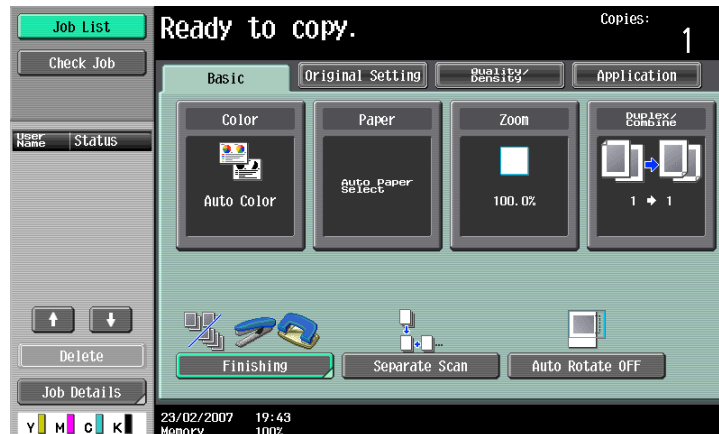 Job List
Ready to copy.
Copies:
1
Check Job
Basic
Original Setting
Quality/
Density
Application
User
Name
Status
Color
Paper
Zoom
Duplex/
Combine
Auto Color
Auto Paper
Select
100.0%
1 → 1
Finishing
Separate Scan
Auto Rotate OFF
Delete
Job Details
Y M C K
23/02/2007 19:43
Memory 100%